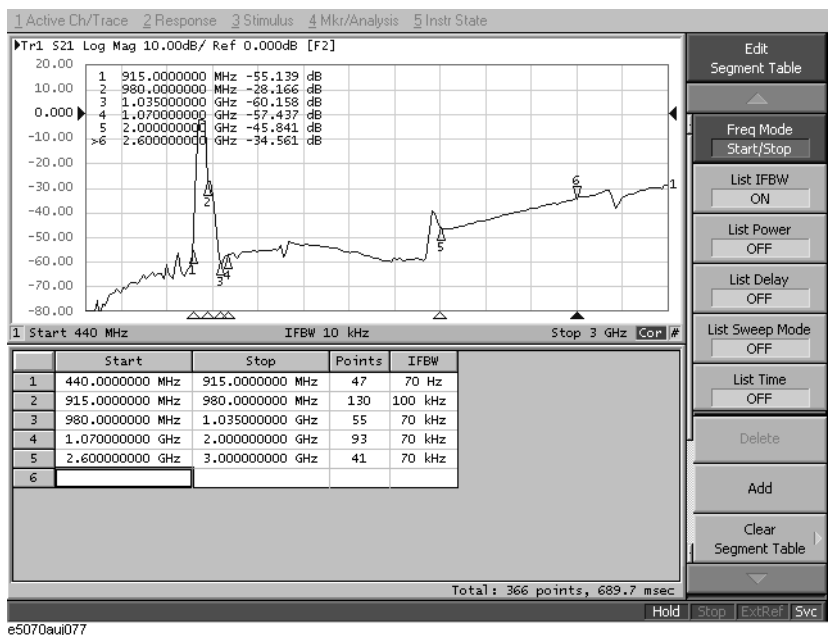 1 Active Ch/Trace 2 Response 3 Stimulus 4 Mkr/Analysis 5 Instr State
Tr1 S21 Log Mag 10.00dB/ Ref 0.000dB [F2]
20.00
10.00
0.000
-10.00
-20.00
-30.00
-40.00
-50.00
-60.00
-70.00
-80.00
1 915.0000000 MHz -55.139 dB
2 980.0000000 MHz -28.166 dB
3 1.035000000 GHz -60.158 dB
4 1.070000000 GHz -57.437 dB
5 2.000000000 GHz -45.841 dB
>6 2.600000000 GHz -34.561 dB
1
2
3
4
5
6
1
1 Start 440 MHz IFBW 10 kHz Stop 3 GHz Cor #
Start Stop Points IFBW
1 440.0000000 MHz 915.0000000 MHz 47 70 Hz
2 915.0000000 MHz 980.0000000 MHz 130 100 kHz
3 980.0000000 MHz 1.035000000 GHz 55 70 kHz
4 1.070000000 GHz 2.000000000 GHz 93 70 kHz
5 2.600000000 GHz 3.000000000 GHz 41 70 kHz
6
Total: 366 points, 689.7 msec
Edit
Segment Table
Freq Mode
Start/Stop
List IFBW
ON
List Power
OFF
List Delay
OFF
List Sweep Mode
OFF
List Time
OFF
Delete
Add
Clear
Segment Table
Hold Stop ExtRef Svc
e5070auj077